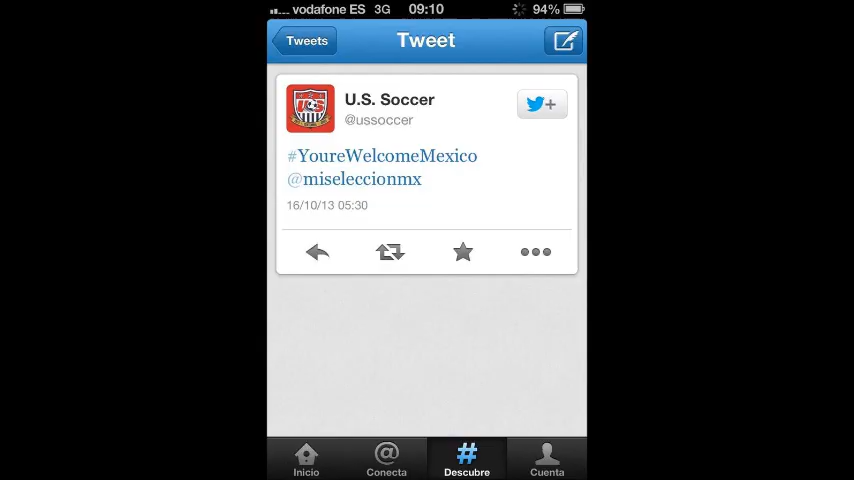 vodafone ES 3G 09:10 94%
Tweets Tweet
U.S. Soccer
@ussoccer
#YoureWelcomeMexico
@miseleccionmx
16/10/13 05:30
Inicio Conecta Descubre Cuenta